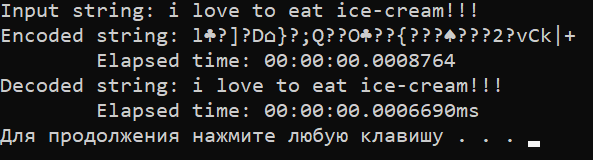 Input string: i love to eat ice-cream!!!
Encoded string: l♣?]?D⌂}?;Q??O♣??{???♠???2?vCk|+
Elapsed time: 00:00:00.0008764
Decoded string: i love to eat ice-cream!!!
Elapsed time: 00:00:00.0006690ms
Для продолжения нажмите любую клавишу . . .